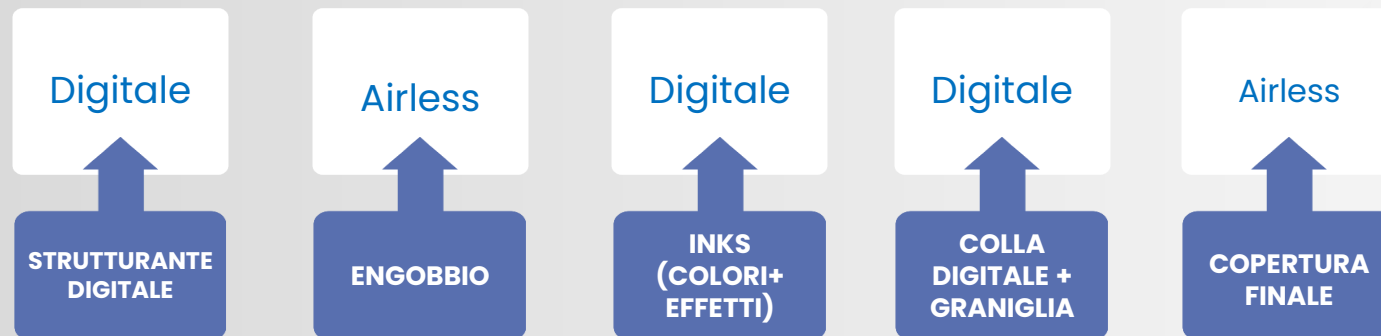 Digitale
Airless
Digitale
Digitale
Airless
STRUTTURANTE
DIGITALE
ENGOBBIO
INKS
(COLORI+
EFFETTI)
COLLA
DIGITALE +
GRANIGLIA
COPERTURA
FINALE